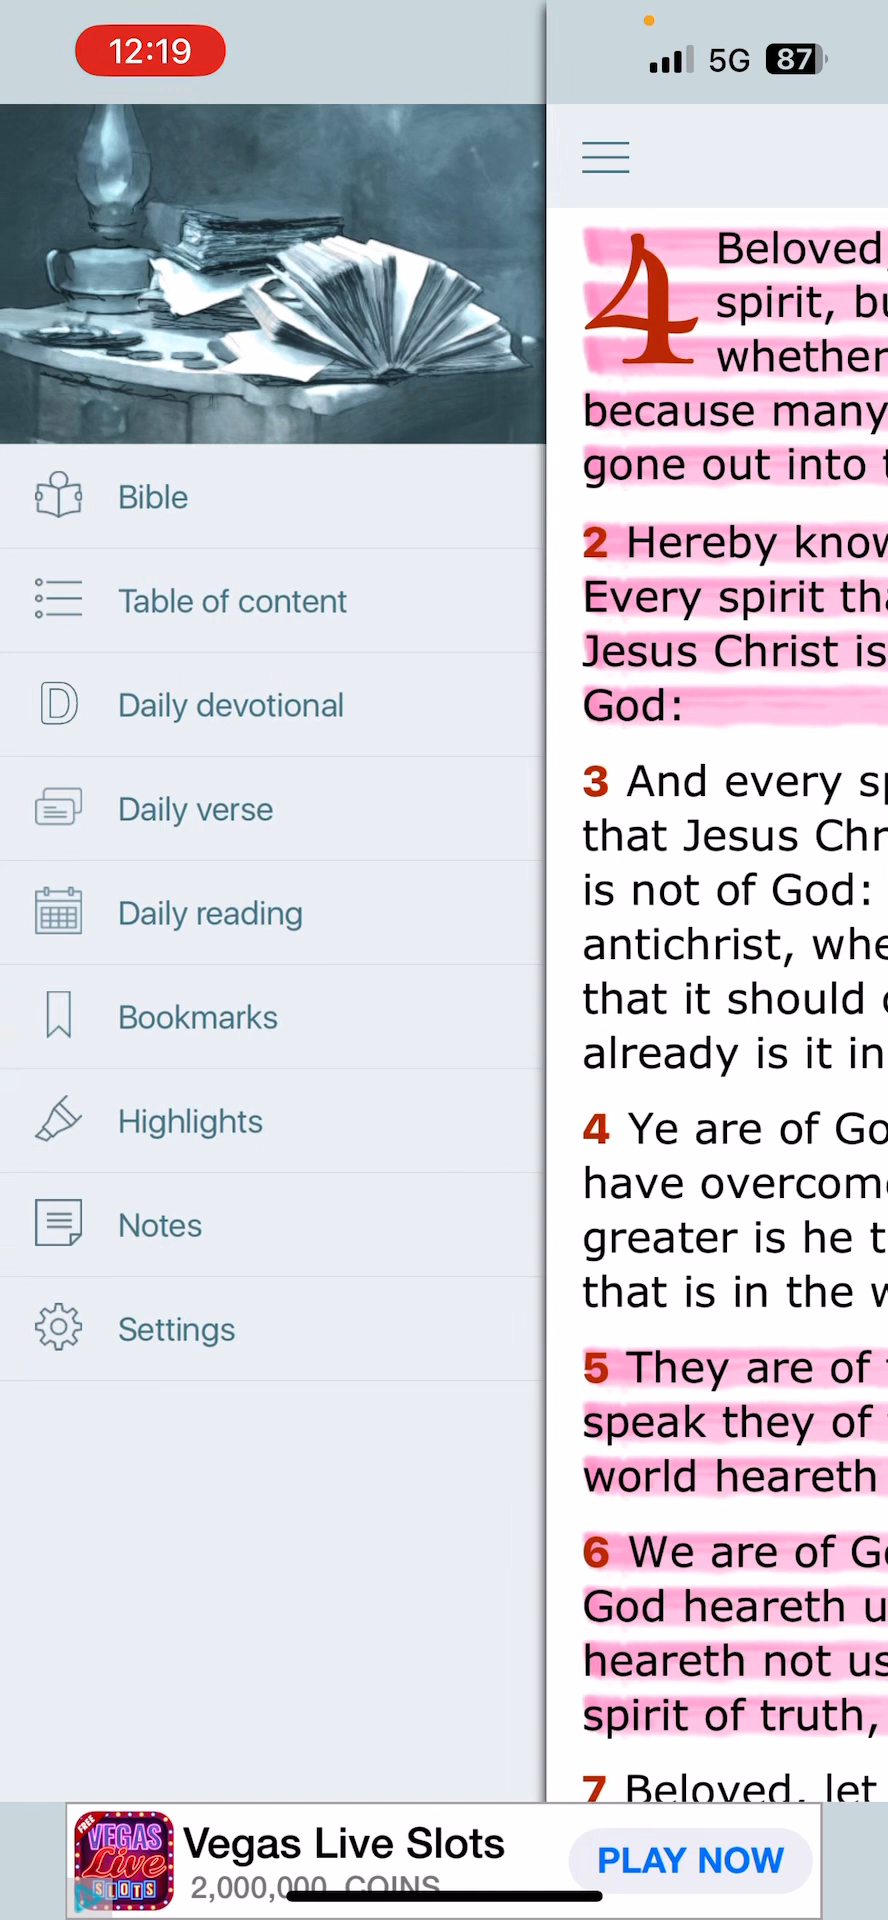 12:19
5G 87
Bible
Table of content
Daily devotional
Daily verse
Daily reading
Bookmarks
Highlights
Notes
Settings
4 Beloved,
spirit, bu
whether
because many
gone out into t
2 Hereby know
Every spirit tha
Jesus Christ is
God:
3 And every sp
that Jesus Chr
is not of God:
antichrist, whe
that it should
already is it in
4 Ye are of Go
have overcome
greater is he t
that is in the w
5 They are of
speak they of
world heareth
6 We are of Go
God heareth u
heareth not us
spirit of truth,
7 Beloved, let
FREE
VEGAS
Live
SLOTS
Vegas Live Slots
2,000,000 COINS
PLAY NOW